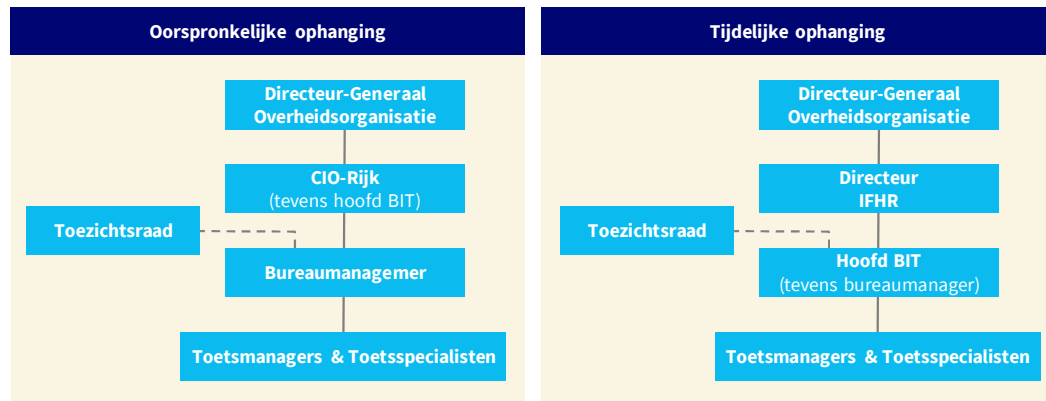 Oorspronkelijke ophanging
Directeur-Generaal
Overheidsorganisatie
CIO-Rijk
(tevens hoofd BIT)
Toezichtsraad
Bureaumanagemer
Toetsmanagers & Toetsspecialisten
Tijdelijke ophanging
Directeur-Generaal
Overheidsorganisatie
Directeur
IFHR
Toezichtsraad
Hoofd BIT
(tevens bureaumanager)
Toetsmanagers & Toetsspecialisten